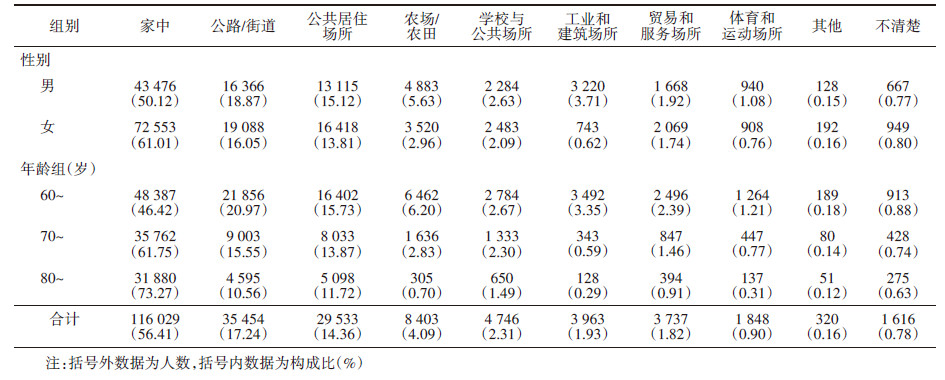 组别 家中 公路/街道 公共居住场所 农场/农田 学校与公共场所 工业和建筑场所 贸易和服务场所 体育和运动场所 其他 不清楚
性别
男 43 476 16 366 13 115 4 883 2 284 3 220 1 668 940 128 667
(50.12) (18.87) (15.12) (5.63) (2.63) (3.71) (1.92) (1.08) (0.15) (0.77)
女 72 553 19 088 16 418 3 520 2 483 743 2 069 908 192 949
(61.01) (16.05) (13.81) (2.96) (2.09) (0.62) (1.74) (0.76) (0.16) (0.80)
年龄组(岁)
60~ 48 387 21 856 16 402 6 462 2 784 3 492 2 496 1 264 189 913
(46.42) (20.97) (15.73) (6.20) (2.67) (3.35) (2.39) (1.21) (0.18) (0.88)
70~ 35 762 9 003 8 033 1 636 1 333 343 847 447 80 428
(61.75) (15.55) (13.87) (2.83) (2.30) (0.59) (1.46) (0.77) (0.14) (0.74)
80~ 31 880 4 595 5 098 305 650 128 394 137 51 275
(73.27) (10.56) (11.72) (0.70) (1.49) (0.29) (0.91) (0.31) (0.12) (0.63)
合计 116 029 35 454 29 533 8 403 4 746 3 963 3 737 1 848 320 1 616
(56.41) (17.24) (14.36) (4.09) (2.31) (1.93) (1.82) (0.90) (0.16) (0.78)
注:括号外数据为人数,括号内数据为构成比(%)